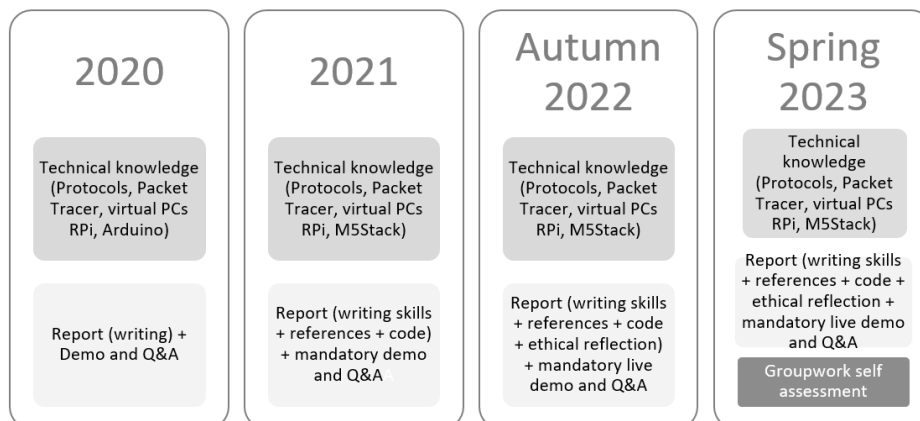 2020
Technical knowledge
(Protocols, Packet
Tracer, virtual PCs
RPi, Arduino)
Report (writing) +
Demo and Q&A
2021
Technical knowledge
(Protocols, Packet
Tracer, virtual PCs
RPi, M5Stack)
Report (writing skills
+ references + code)
+ mandatory demo
and Q&A
Autumn
2022
Technical knowledge
(Protocols, Packet
Tracer, virtual PCs
RPi, M5Stack)
Report (writing skills
+ references + code
+ ethical reflection)
+ mandatory live
demo and Q&A
Spring
2023
Technical
knowledge
(Protocols, Packet
Tracer, virtual PCs
RPi, M5Stack)
Report (writing skills
+ references + code +
ethical reflection +
mandatory live demo
and Q&A
Groupwork self
assessment